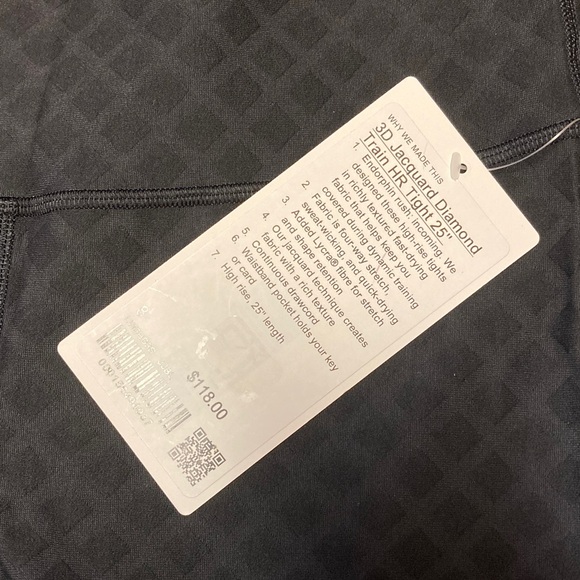 WHY WE MADE THIS
3D Jacquard Diamond
Train HR Tight 25"
1. Endorphin rush: incoming. We
designed these high-rise tights
in richly textured fast-drying
fabric that helps keep you
covered during dynamic training
2. Fabric is four-way stretch,
sweat-wicking, and quick-drying
3. Added Lycra® fibre for stretch
and shape retention
4. Our jacquard technique creates
fabric with a rich texture
5. Continuous drawcord
6. Waistband pocket holds your key
or card
7. High rise, 25" length
$118.00